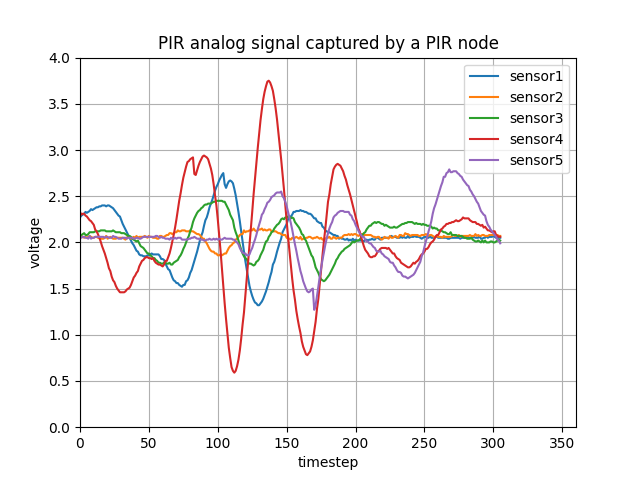 PIR analog signal captured by a PIR node
4.0
3.5
3.0
2.5
2.0
1.5
1.0
0.5
0.0
voltage
sensor1
sensor2
sensor3
sensor4
sensor5
0 50 100 150 200 250 300 350
timestep